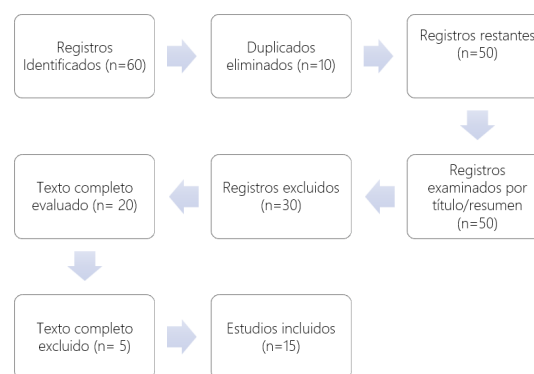 Registros
Identificados (n=60)
Duplicados
eliminados (n=10)
Registros restantes
(n=50)
Registros
examinados por
título/resumen
(n=50)
Registros excluidos
(n=30)
Texto completo
evaluado (n= 20)
Texto completo
excluido (n= 5)
Estudios incluidos
(n=15)